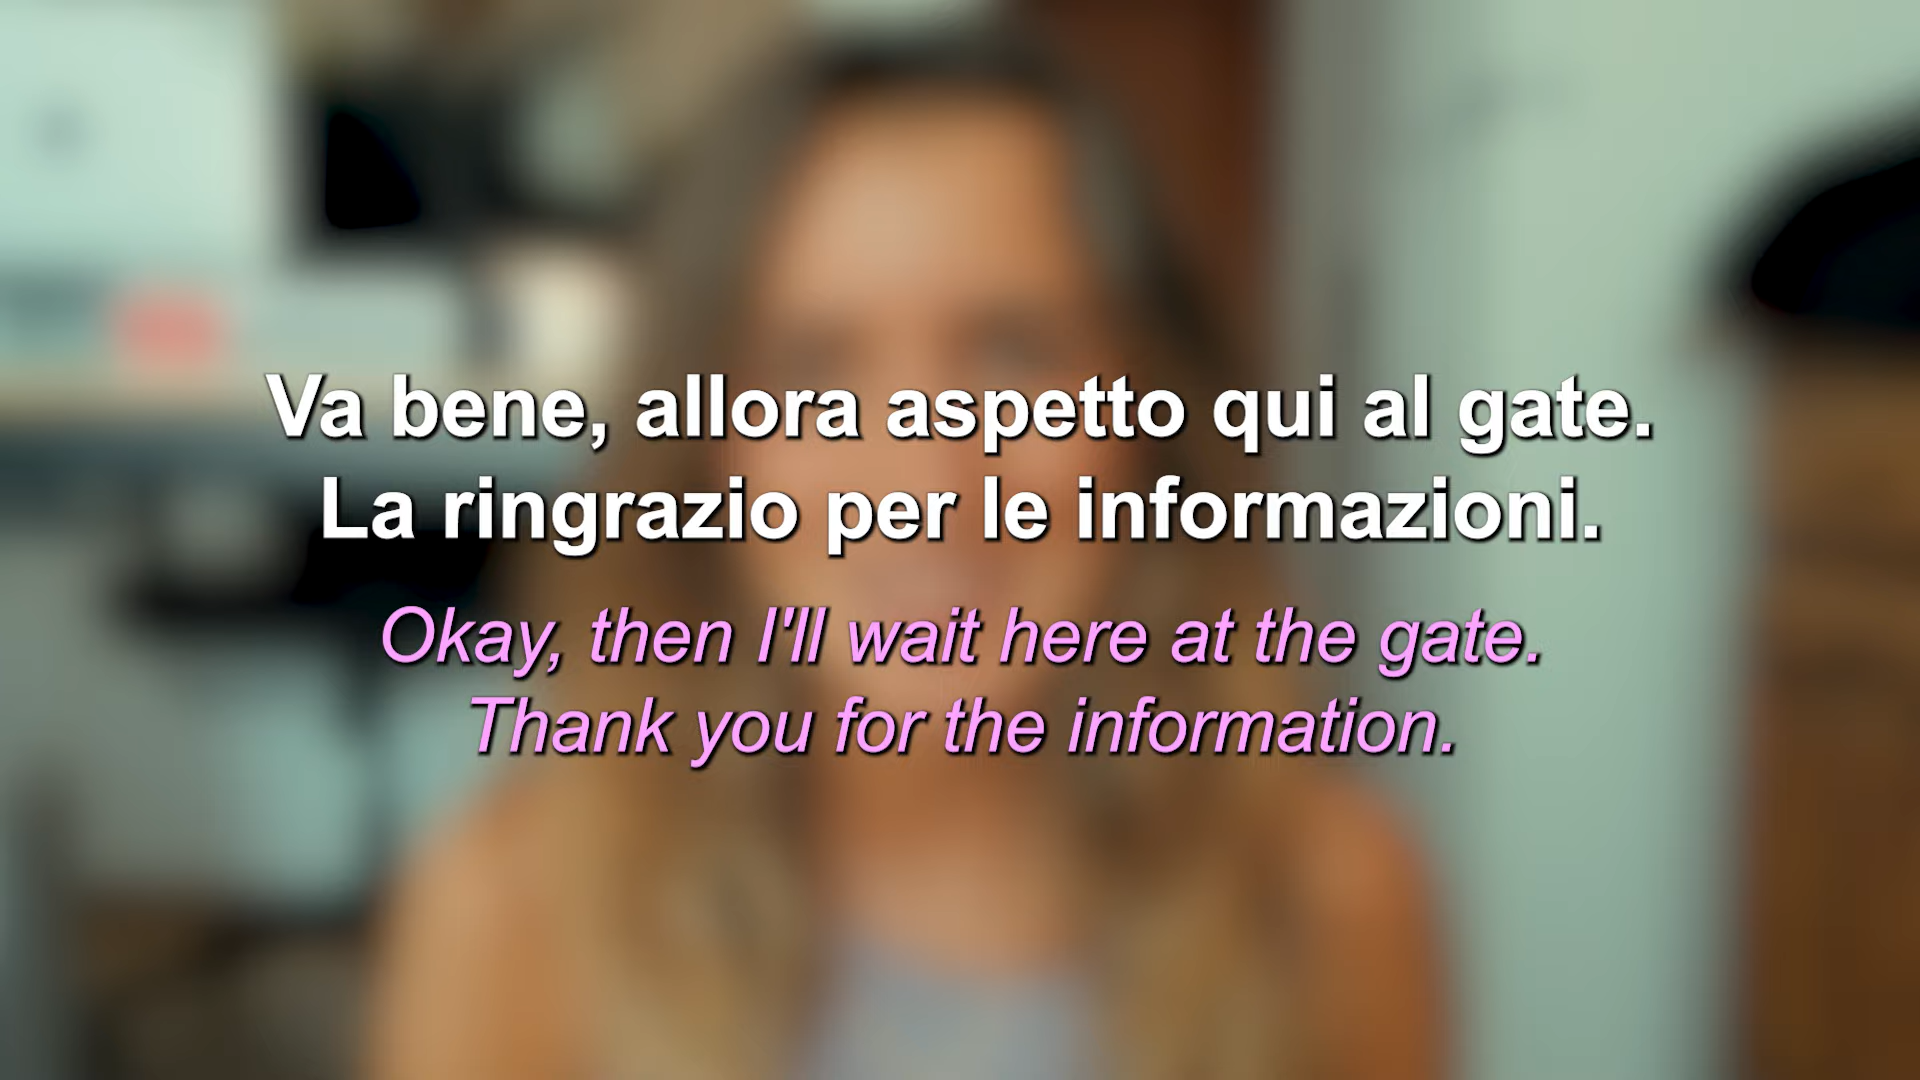 Va bene, allora aspetto qui al gate.
La ringrazio per le informazioni.
Okay, then I'll wait here at the gate.
Thank you for the information.